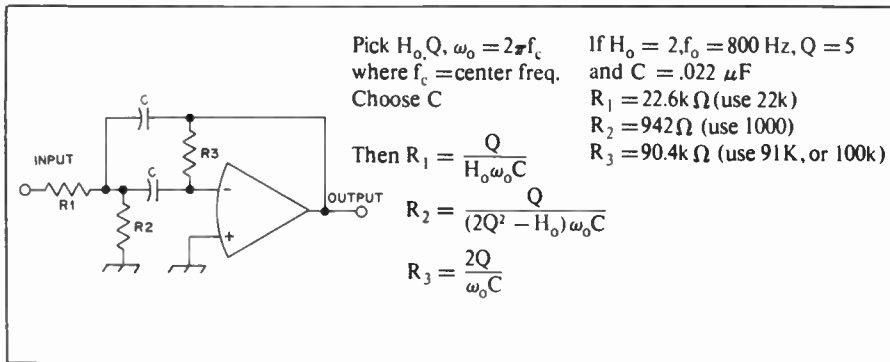 Pick H₀,Q, ω₀ = 2πf_c
where f_c = center freq.
Choose C
Then R₁ = Q / H₀ω₀C
R₂ = Q / (2Q² − H₀)ω₀C
R₃ = 2Q / ω₀C
If H₀ = 2,f₀ = 800 Hz, Q = 5
and C = .022 μF
R₁ = 22.6k Ω (use 22k)
R₂ = 942 Ω (use 1000)
R₃ = 90.4k Ω (use 91K, or 100k)
C
R3
INPUT
C
−
OUTPUT
R1
R2
+